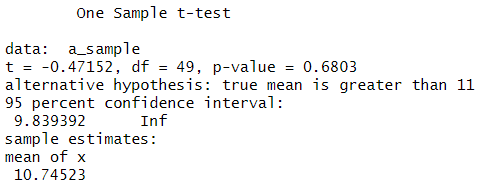 One Sample t-test
data: a_sample
t = -0.47152, df = 49, p-value = 0.6803
alternative hypothesis: true mean is greater than 11
95 percent confidence interval:
9.839392 Inf
sample estimates:
mean of x
10.74523